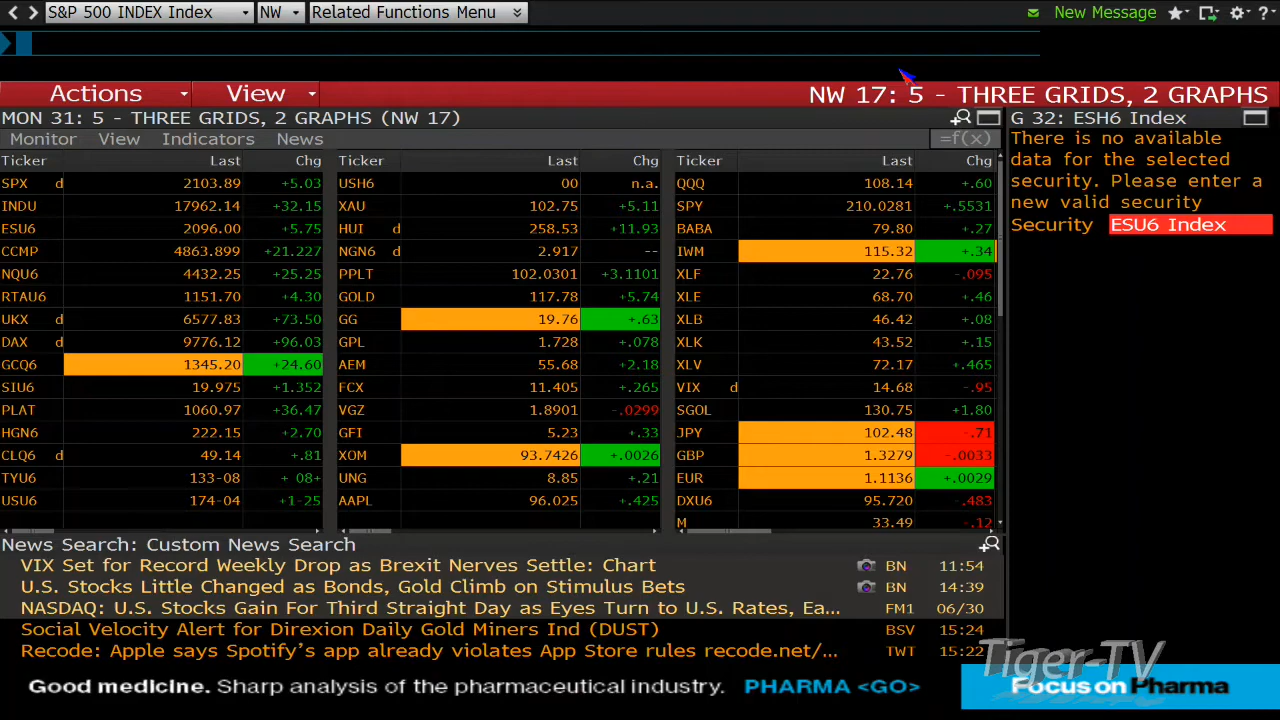 S&P 500 INDEX Index NW Related Functions Menu New Message
Actions View NW 17: 5 - THREE GRIDS, 2 GRAPHS
MON 31: 5 - THREE GRIDS, 2 GRAPHS (NW 17)
Monitor View Indicators News =f(x)
Ticker Last Chg Ticker Last Chg Ticker Last Chg
SPX d 2103.89 +5.03 USH6 00 n.a. QQQ 108.14 +.60
INDU 17962.14 +32.15 XAU 102.75 +5.11 SPY 210.0281 +.5531
ESU6 2096.00 +5.75 HUI d 258.53 +11.93 BABA 79.80 +.27
CCMP 4863.899 +21.227 NGN6 d 2.917 -- IWM 115.32 +.34
NQU6 4432.25 +25.25 PPLT 102.0301 +3.1101 XLF 22.76 -.095
RTAU6 1151.70 +4.30 GOLD 117.78 +5.74 XLE 68.70 +.46
UKX d 6577.83 +73.50 GG 19.76 +.63 XLB 46.42 +.08
DAX d 9776.12 +96.03 GPL 1.728 +.078 XLK 43.52 +.15
GCQ6 1345.20 +24.60 AEM 55.68 +2.18 XLV 72.17 +.465
SIU6 19.975 +1.352 FCX 11.405 +.265 VIX d 14.68 -.95
PLAT 1060.97 +36.47 VGZ 1.8901 -.0299 SGOL 130.75 +1.80
HGN6 222.15 +2.70 GFI 5.23 +.33 JPY 102.48 -.71
CLQ6 d 49.14 +.81 XOM 93.7426 +.0026 GBP 1.3279 -.0033
TYU6 133-08 + 08+ UNG 8.85 +.21 EUR 1.1136 +.0029
USU6 174-04 +1-25 AAPL 96.025 +.425 DXU6 95.720 -.483
M 33.49 -.12
G 32: ESH6 Index
There is no available
data for the selected
security. Please enter a
new valid security
Security ESU6 Index
News Search: Custom News Search
VIX Set for Record Weekly Drop as Brexit Nerves Settle: Chart BN 11:54
U.S. Stocks Little Changed as Bonds, Gold Climb on Stimulus Bets BN 14:39
NASDAQ: U.S. Stocks Gain For Third Straight Day as Eyes Turn to U.S. Rates, Ea... FM1 06/30
Social Velocity Alert for Direxion Daily Gold Miners Ind (DUST) BSV 15:24
Recode: Apple says Spotify's app already violates App Store rules recode.net/... TWT 15:22
Tiger-TV
Good medicine. Sharp analysis of the pharmaceutical industry. PHARMA <GO> Focus on Pharma